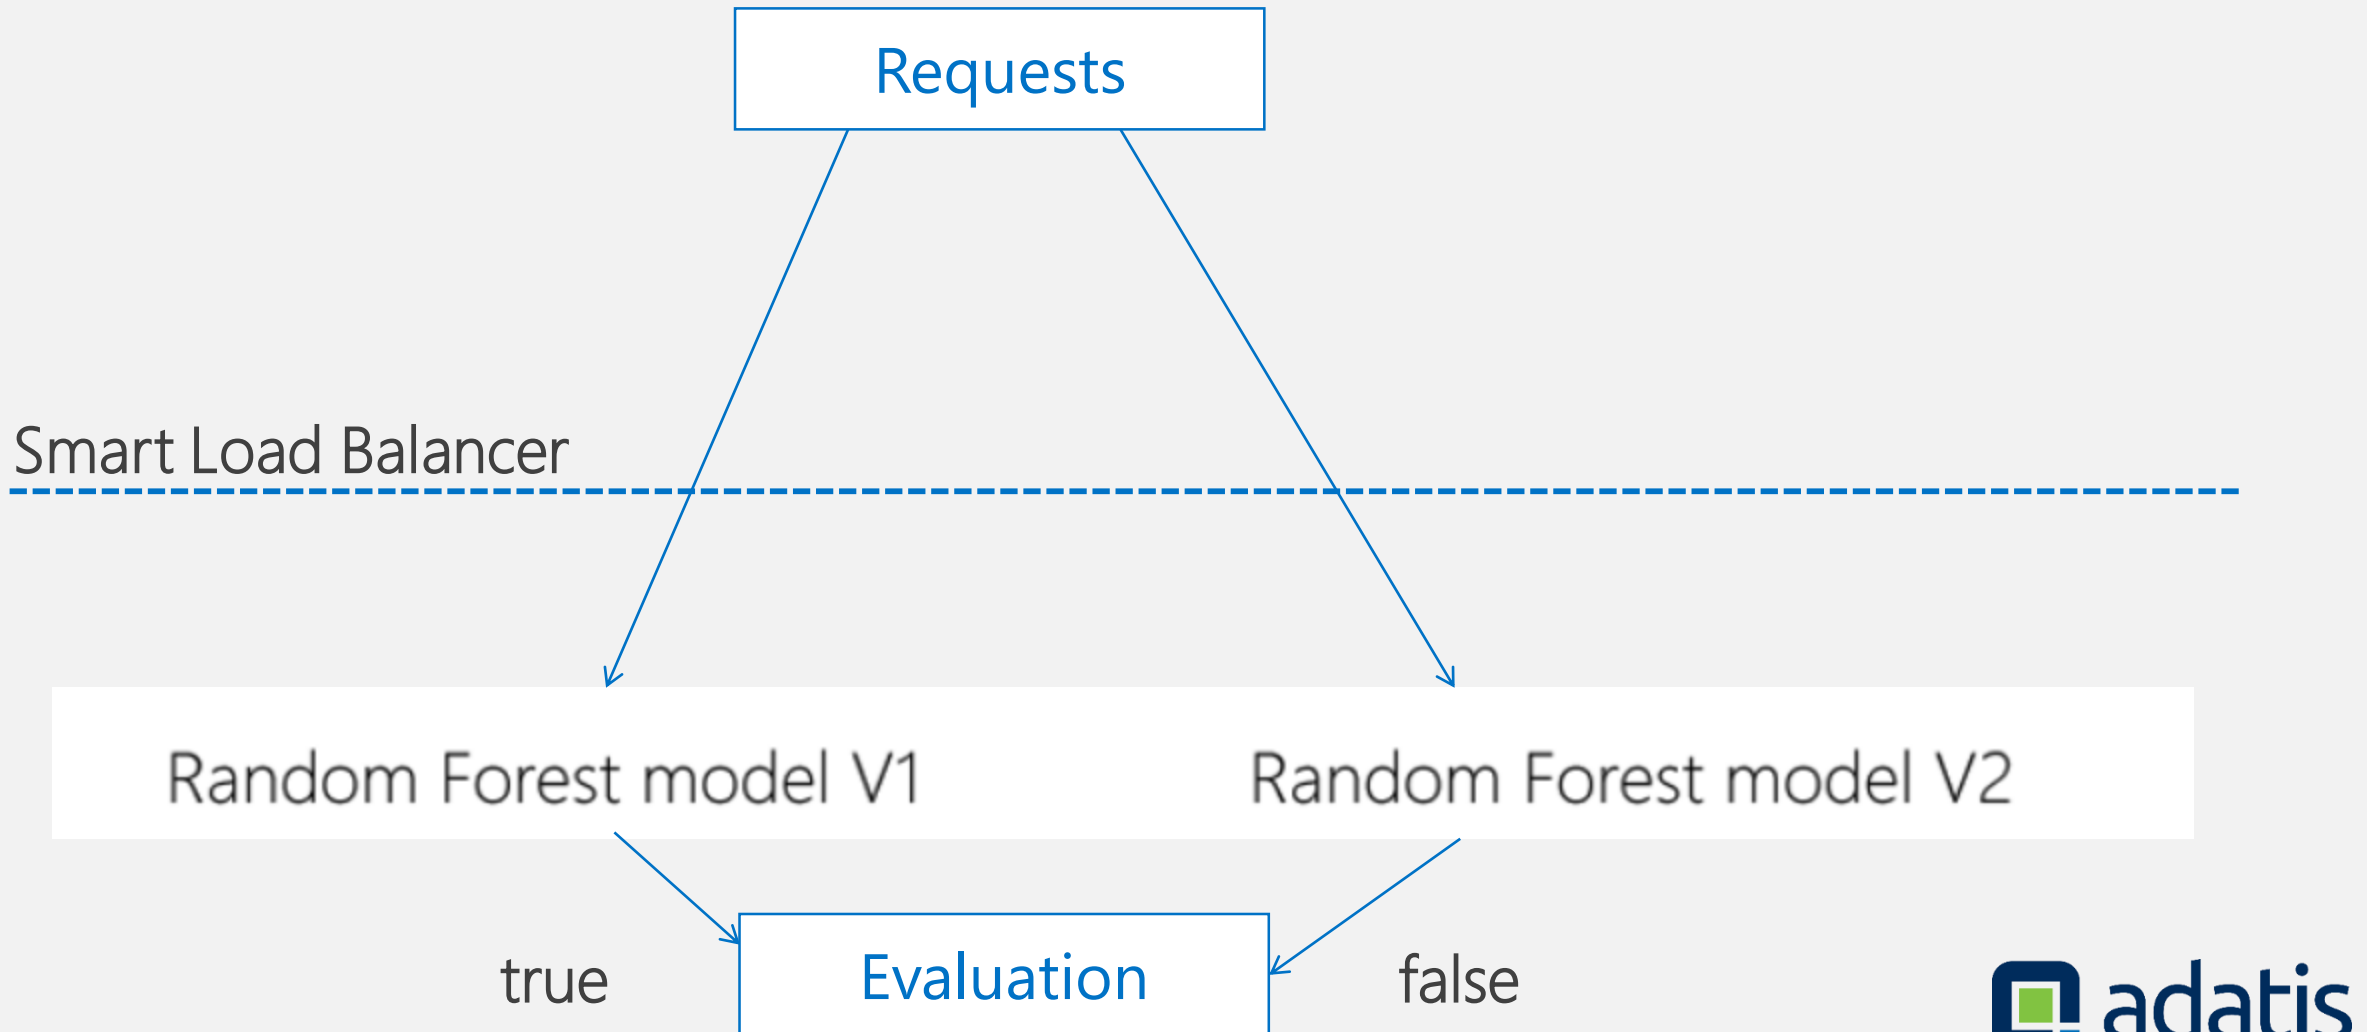 Requests
Smart Load Balancer
Random Forest model V1
Random Forest model V2
true
Evaluation
false
adatis